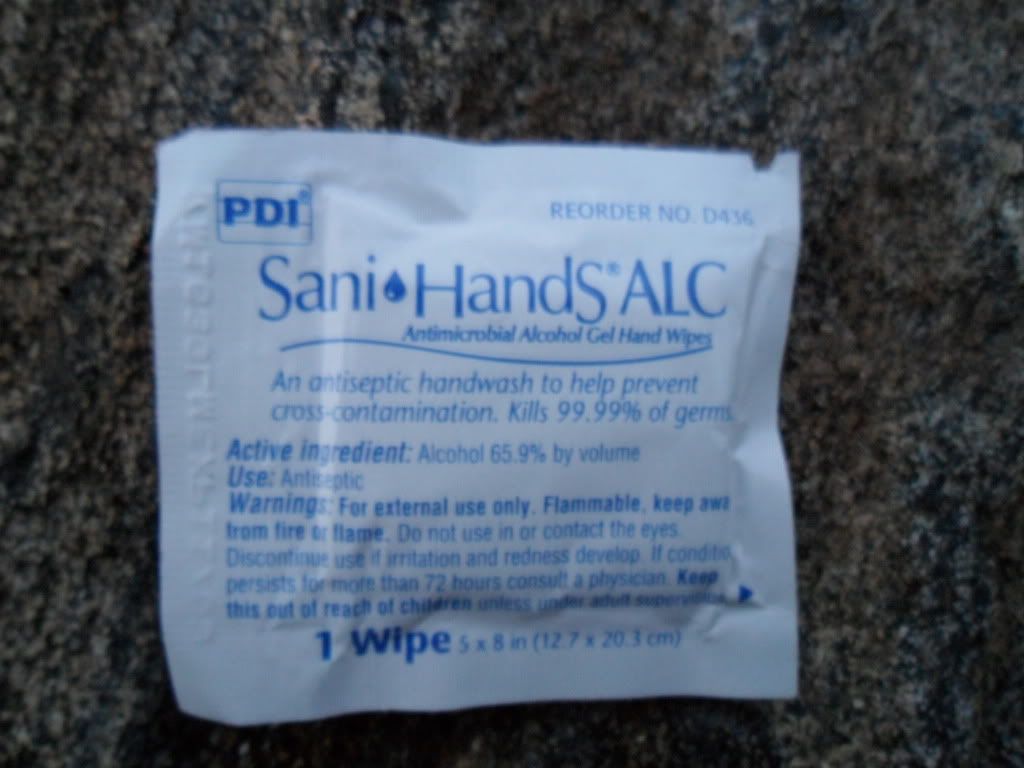 PDI®
REORDER NO. D436
Sani HandS® ALC
Antimicrobial Alcohol Gel Hand Wipes
An antiseptic handwash to help prevent
cross-contamination. Kills 99.99% of germs.
Active ingredient: Alcohol 65.9% by volume
Use: Antiseptic
Warnings: For external use only. Flammable, keep awa
from fire or flame. Do not use in or contact the eyes.
Discontinue use if irritation and redness develop. If conditio
persists for more than 72 hours consult a physician. Keep
this out of reach of children unless under adult supervision.
1 Wipe 5 x 8 in (12.7 x 20.3 cm)